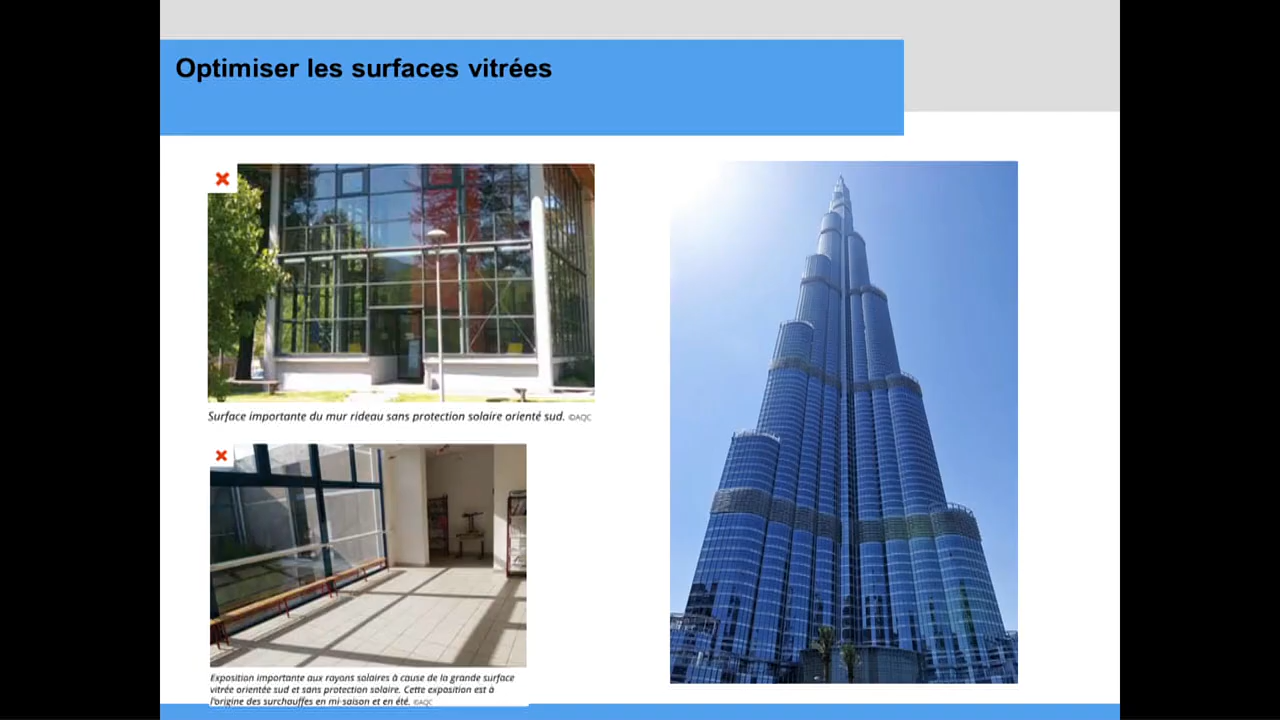 Optimiser les surfaces vitrées
Surface importante du mur rideau sans protection solaire orienté sud. ©AQC
Exposition importante aux rayons solaires à cause de la grande surface
vitrée orientée sud et sans protection solaire. Cette exposition est à
l'origine des surchauffes en mi-saison et en été. ©AQC